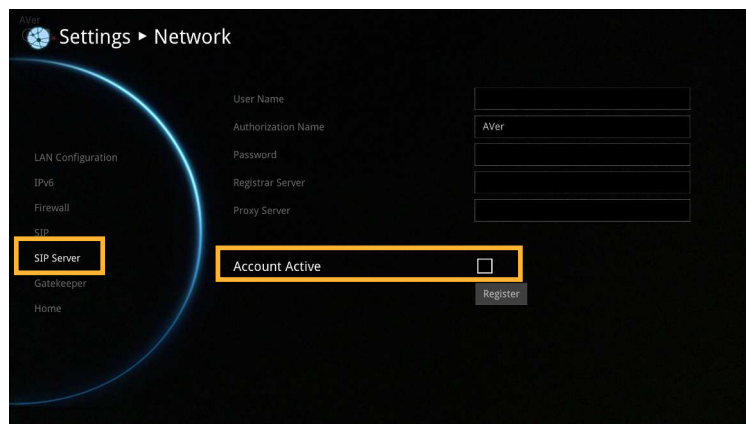 AVer
Settings ▸ Network
User Name
Authorization Name AVer
Password
Registrar Server
Proxy Server
LAN Configuration
IPv6
Firewall
SIP
SIP Server
Gatekeeper
Home
Account Active
Register